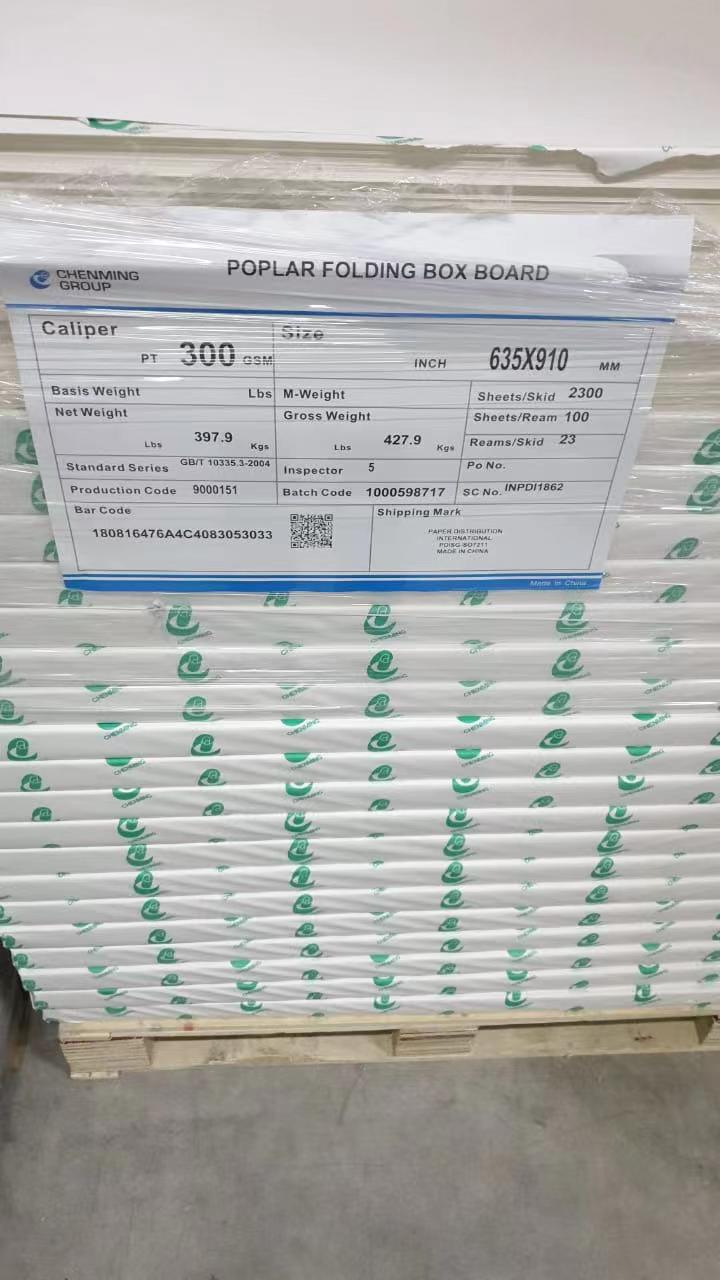 CHENMING
GROUP
POPLAR FOLDING BOX BOARD
Caliper
PT 300 GSM
Size
INCH 635X910 MM
Basis Weight Lbs
M-Weight
Sheets/Skid 2300
Net Weight
Lbs 397.9 Kgs
Gross Weight
Lbs 427.9 Kgs
Sheets/Ream 100
Reams/Skid 23
Standard Series GB/T 10335.3-2004
Inspector 5
Po No.
Production Code 9000151
Batch Code 1000598717
SC No. INPDI1862
Bar Code
180816476A4C4083053033
Shipping Mark
PAPER DISTRIBUTION
INTERNATIONAL
PDISG-SO7211
MADE IN CHINA
Made in China
CHENMING